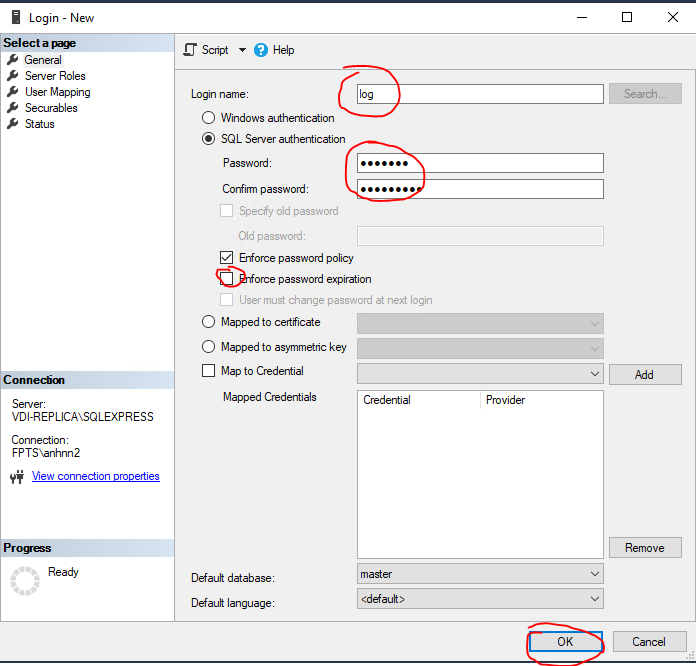 Login - New
Select a page
General
Server Roles
User Mapping
Securables
Status
Script
Help
Login name:
log
Search...
Windows authentication
SQL Server authentication
Password:
●●●●●●●
Confirm password:
●●●●●●●●●
Specify old password
Old password:
Enforce password policy
Enforce password expiration
User must change password at next login
Mapped to certificate
Mapped to asymmetric key
Map to Credential
Add
Mapped Credentials
Credential Provider
Remove
Default database:
master
Default language:
<default>
Connection
Server:
VDI-REPLICA\SQLEXPRESS
Connection:
FPTS\anhnn2
View connection properties
Progress
Ready
OK
Cancel